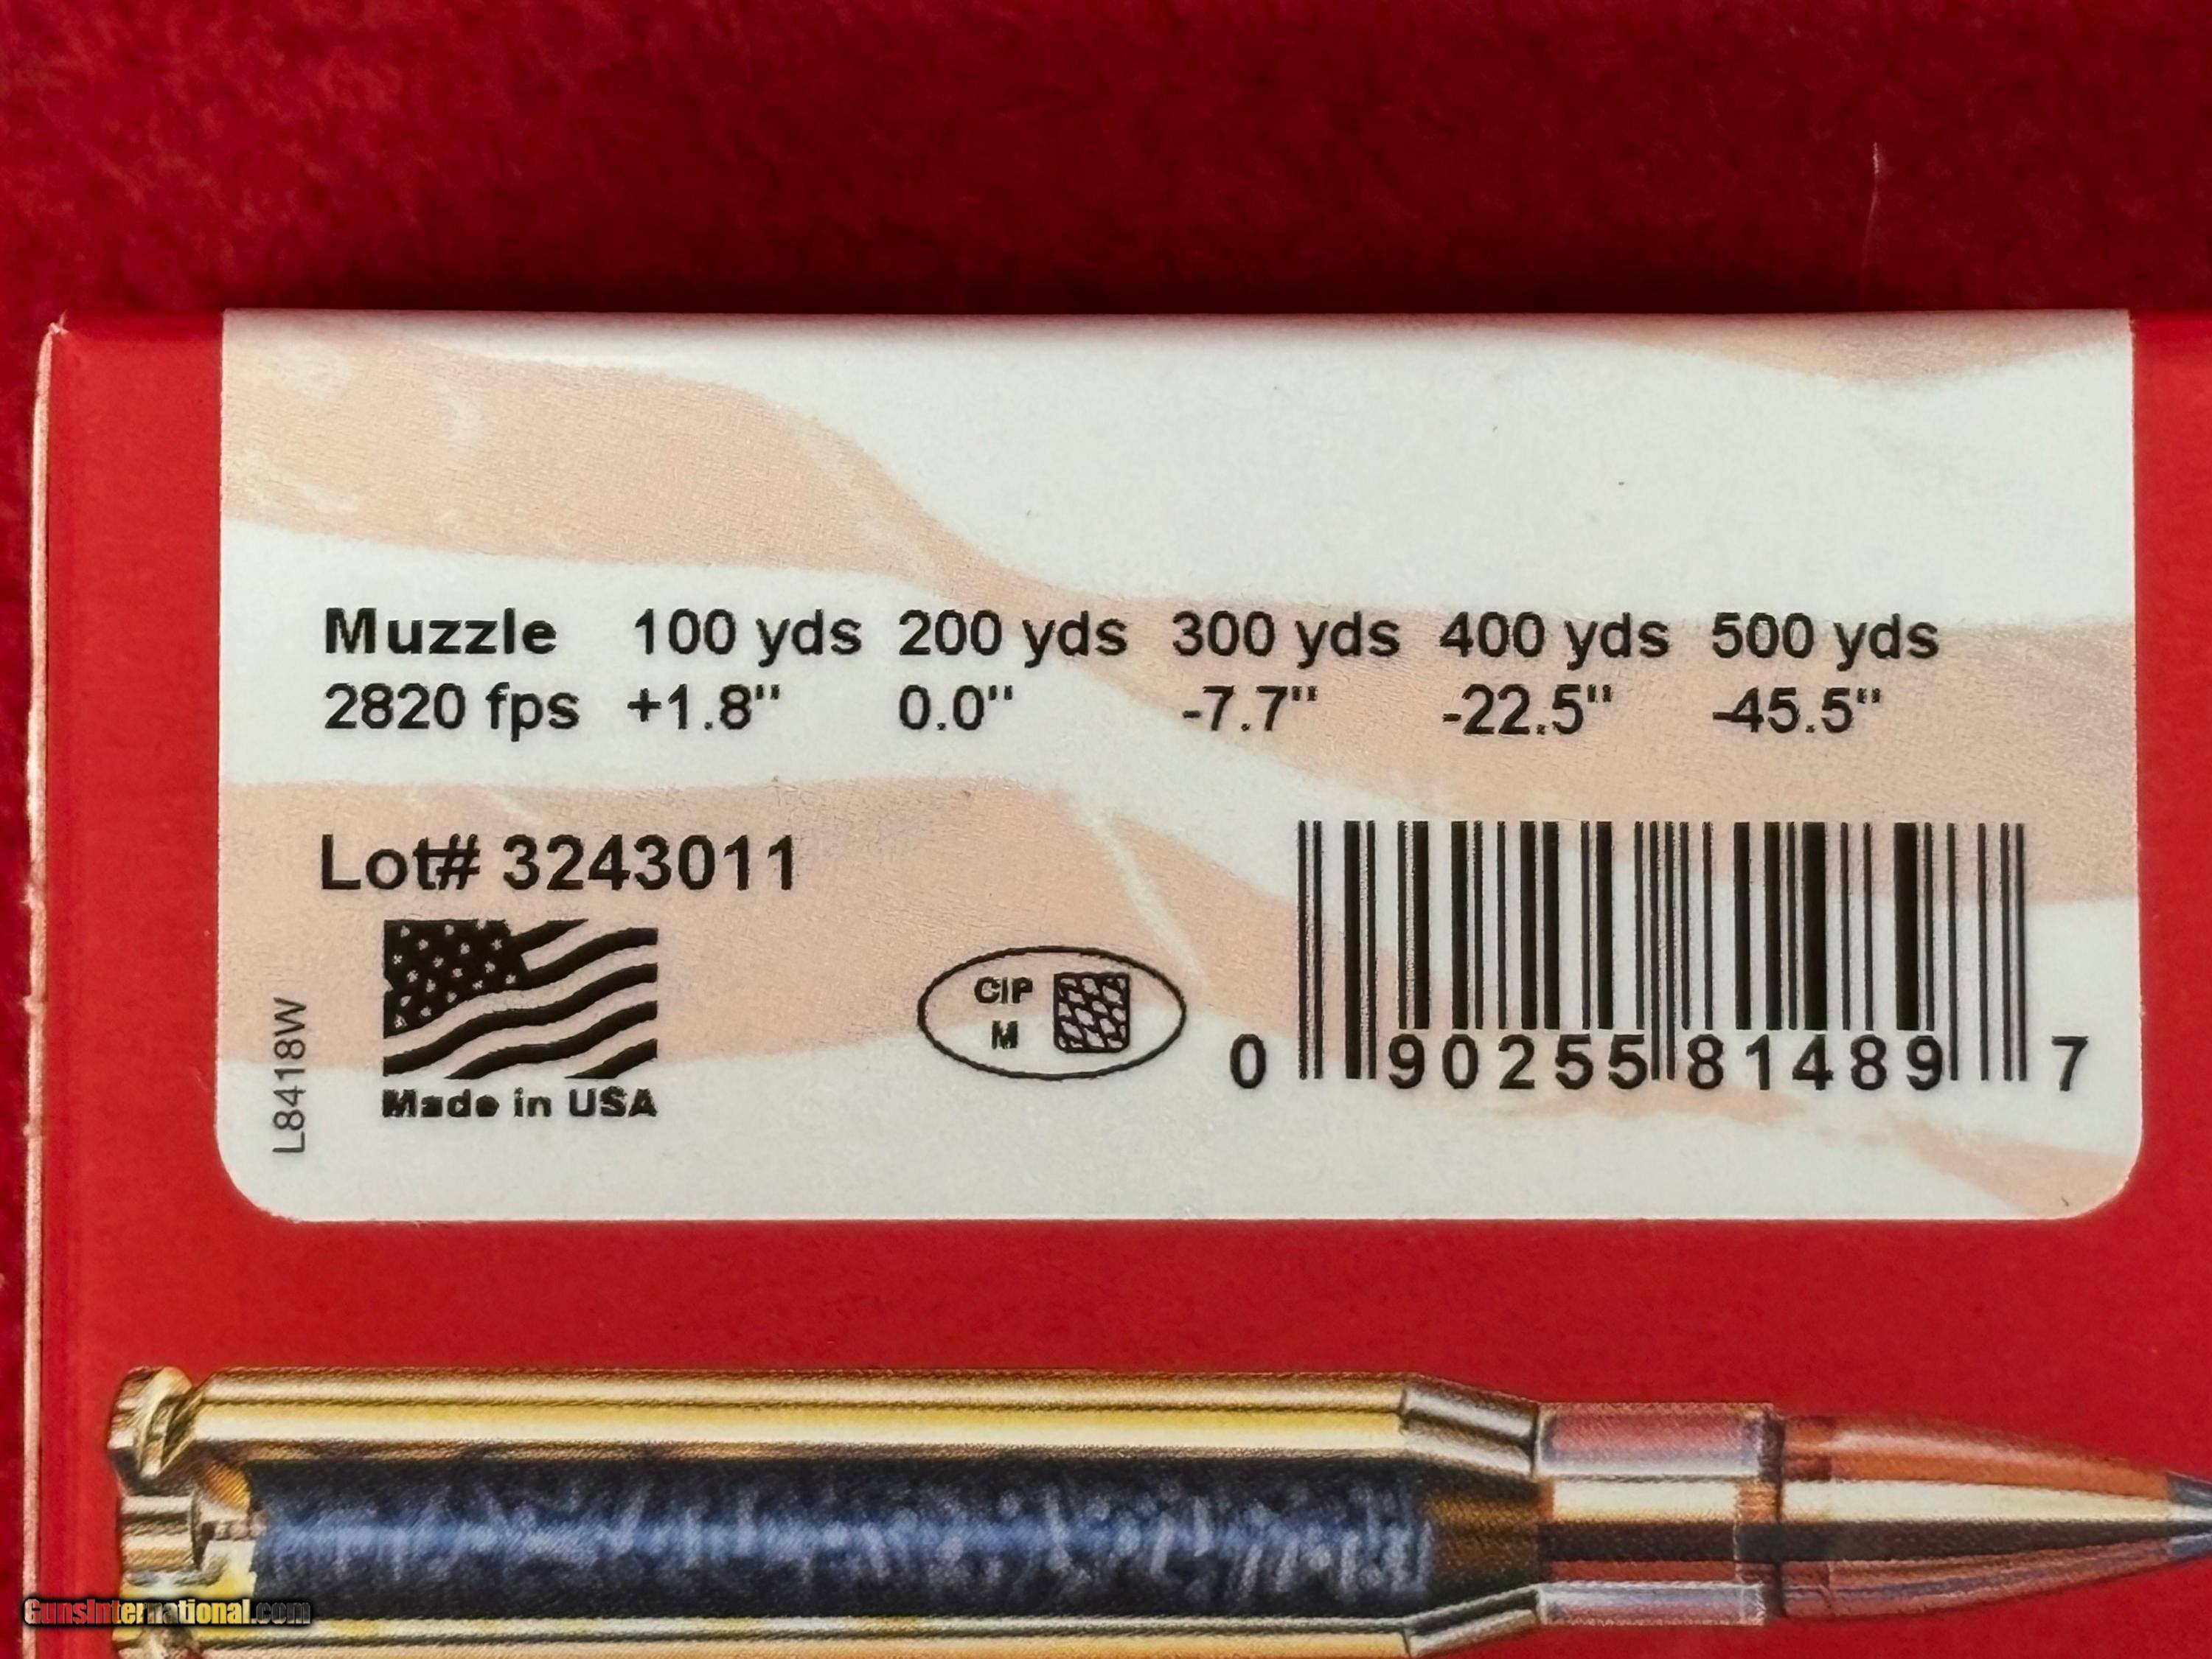 Muzzle 100 yds 200 yds 300 yds 400 yds 500 yds
2820 fps +1.8" 0.0" -7.7" -22.5" -45.5"
Lot# 3243011
L8418W
Made in USA
CIP
M
0 90255 81489 7
GunsInternational.com